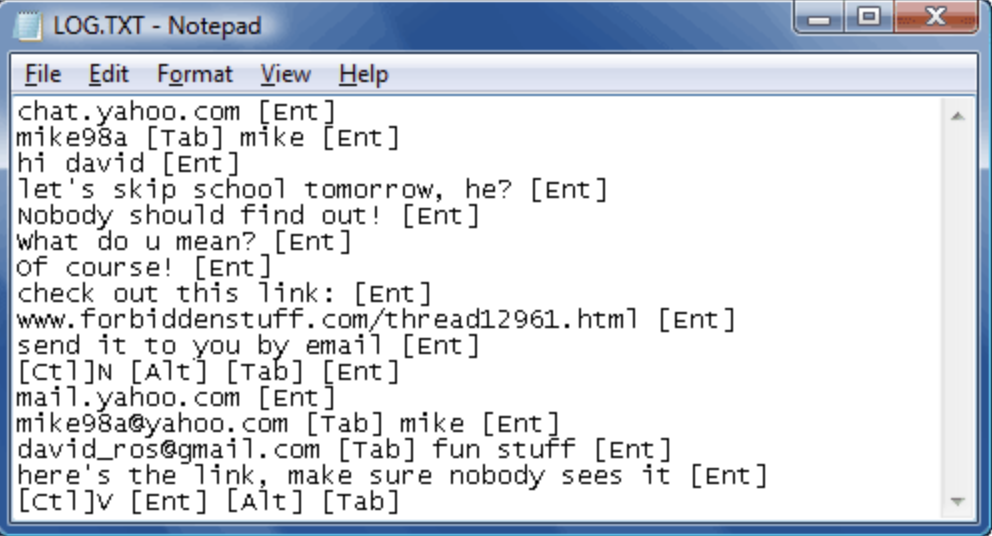 LOG.TXT - Notepad
File Edit Format View Help
chat.yahoo.com [Ent]
mike98a [Tab] mike [Ent]
hi david [Ent]
let's skip school tomorrow, he? [Ent]
Nobody should find out! [Ent]
What do u mean? [Ent]
Of course! [Ent]
check out this link: [Ent]
www.forbiddenstuff.com/thread12961.html [Ent]
send it to you by email [Ent]
[Ctl]N [Alt] [Tab] [Ent]
mail.yahoo.com [Ent]
mike98a@yahoo.com [Tab] mike [Ent]
david_ros@gmail.com [Tab] fun stuff [Ent]
here's the link, make sure nobody sees it [Ent]
[Ctl]V [Ent] [Alt] [Tab]